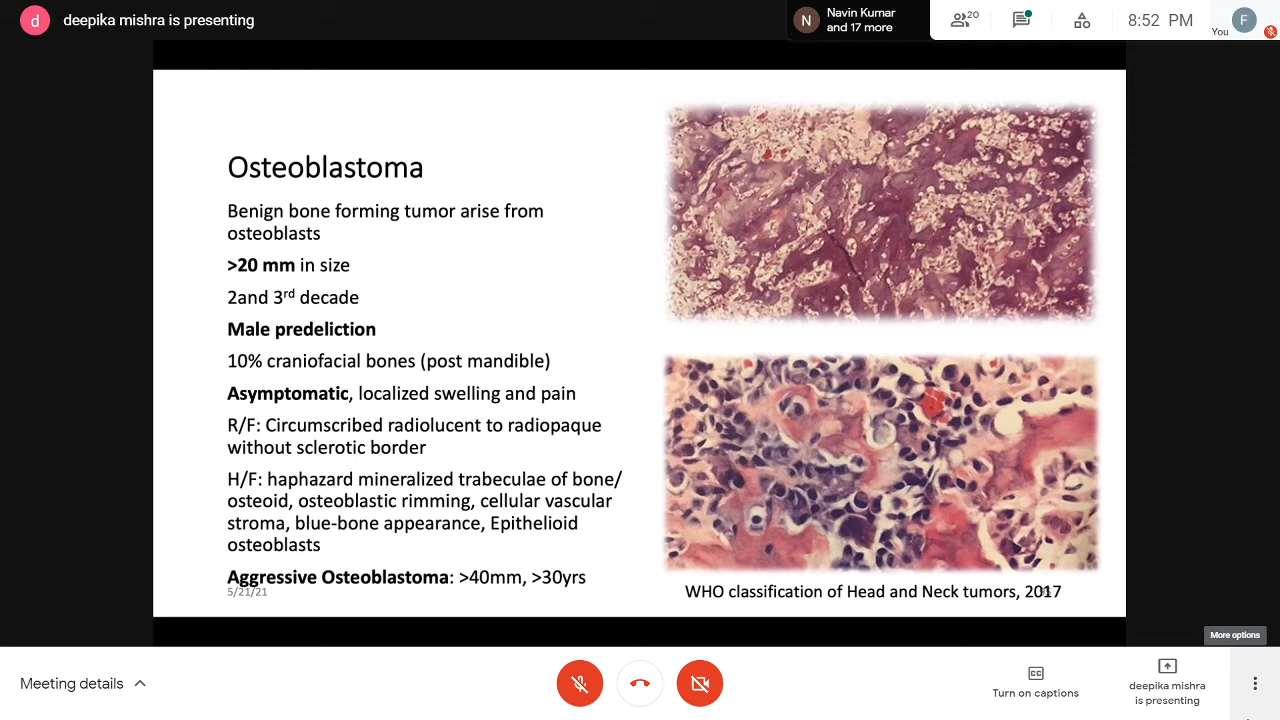 d
deepika mishra is presenting
N
Navin Kumar
and 17 more
20
8:52 PM
You
F
Osteoblastoma
Benign bone forming tumor arise from
osteoblasts
>20 mm in size
2and 3rd decade
Male predeliction
10% craniofacial bones (post mandible)
Asymptomatic, localized swelling and pain
R/F: Circumscribed radiolucent to radiopaque
without sclerotic border
H/F: haphazard mineralized trabeculae of bone/
osteoid, osteoblastic rimming, cellular vascular
stroma, blue-bone appearance, Epithelioid
osteoblasts
Aggressive Osteoblastoma: >40mm, >30yrs
5/21/21
WHO classification of Head and Neck tumors, 2017
More options
Meeting details
CC
Turn on captions
deepika mishra
is presenting